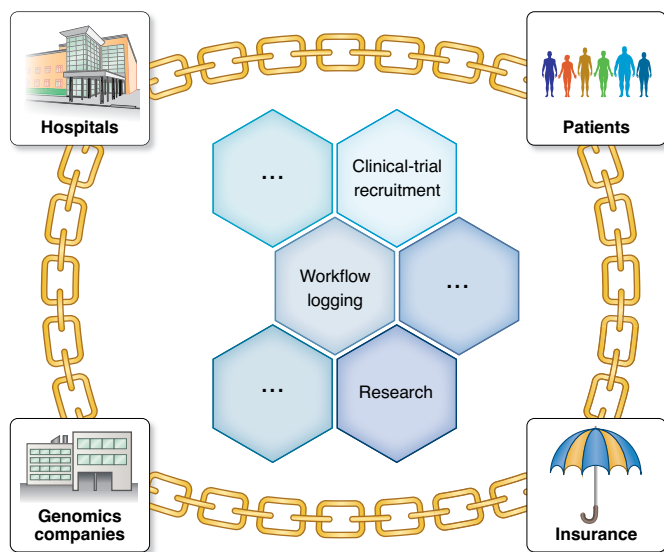 Hospitals
Patients
...
Clinical-trial
recruitment
Workflow
logging
...
...
Research
Genomics
companies
Insurance